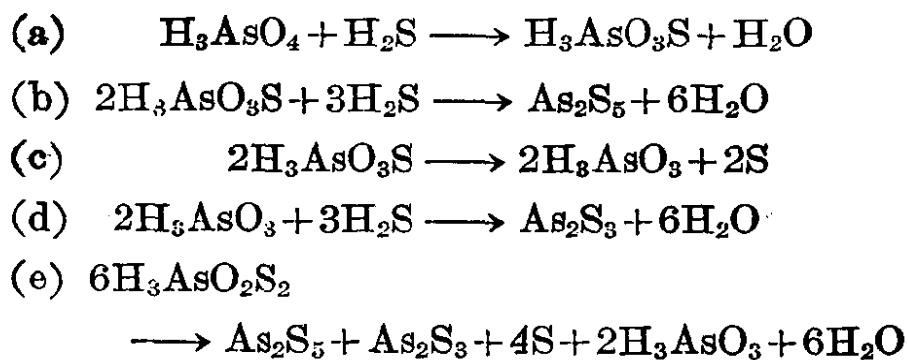 (a) H₃AsO₄+H₂S ⟶ H₃AsO₃S+H₂O
(b) 2H₃AsO₃S+3H₂S ⟶ As₂S₅+6H₂O
(c) 2H₃AsO₃S ⟶ 2H₃AsO₃+2S
(d) 2H₃AsO₃+3H₂S ⟶ As₂S₃+6H₂O
(e) 6H₃AsO₂S₂
⟶ As₂S₅+As₂S₃+4S+2H₃AsO₃+6H₂O